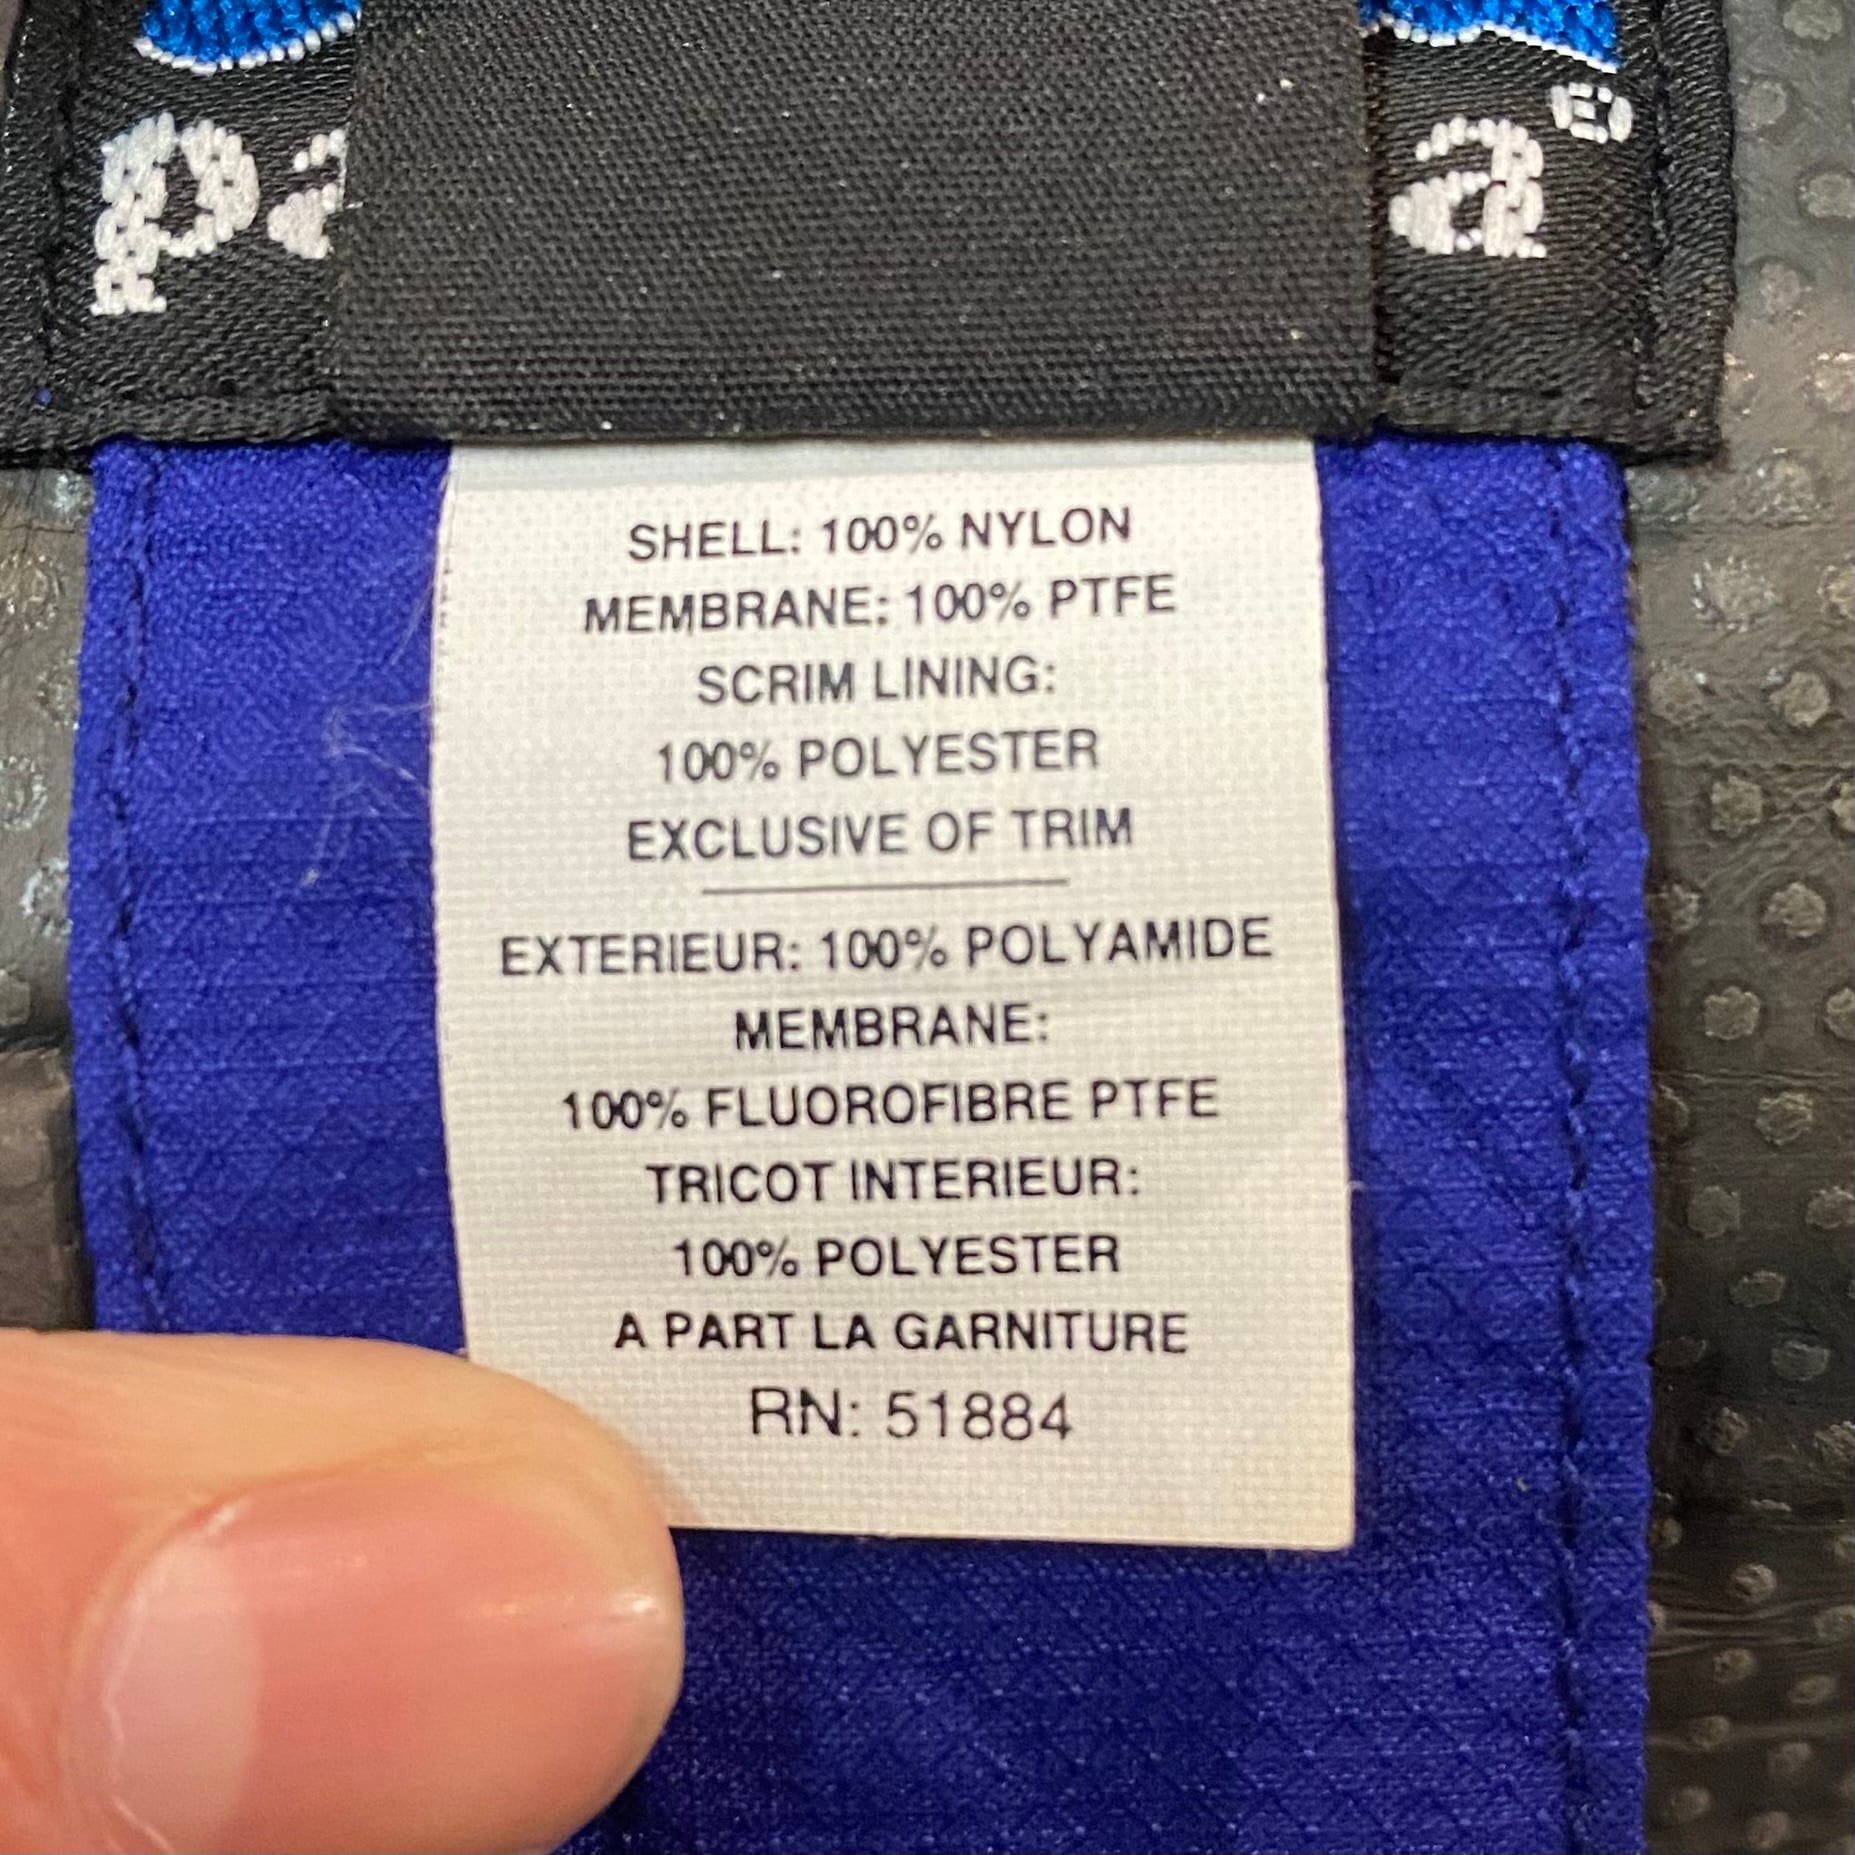 pa a®
SHELL: 100% NYLON
MEMBRANE: 100% PTFE
SCRIM LINING:
100% POLYESTER
EXCLUSIVE OF TRIM
EXTERIEUR: 100% POLYAMIDE
MEMBRANE:
100% FLUOROFIBRE PTFE
TRICOT INTERIEUR:
100% POLYESTER
A PART LA GARNITURE
RN: 51884